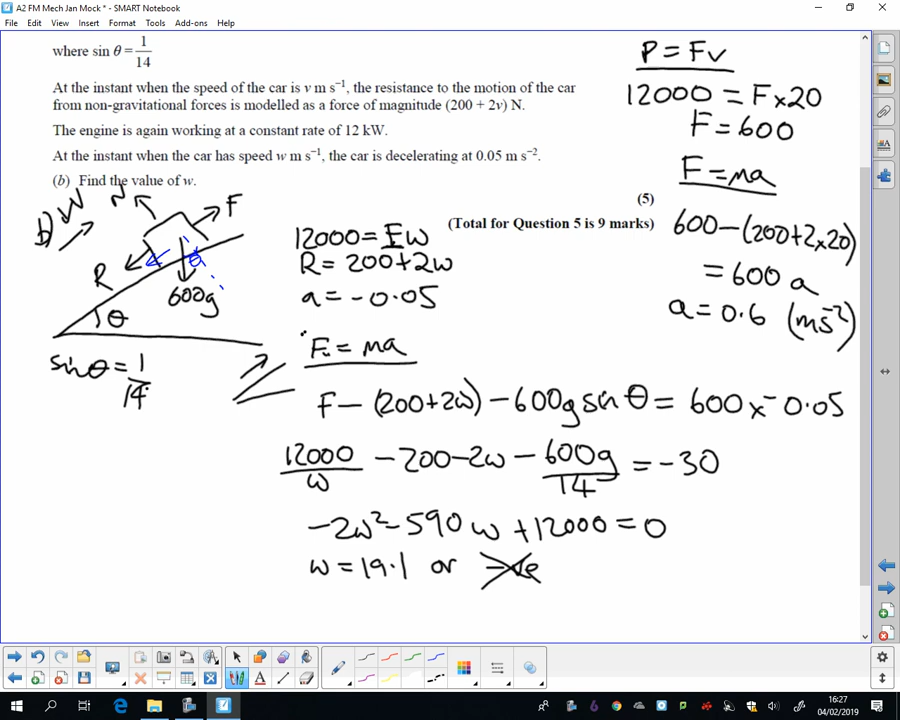 A2 FM Mech Jan Mock * - SMART Notebook
File Edit View Insert Format Tools Help
where sin θ = 1/14
At the instant when the speed of the car is v m s⁻¹, the resistance to the motion of the car
from non-gravitational forces is modelled as a force of magnitude (200 + 2v) N.
The engine is again working at a constant rate of 12 kW.
At the instant when the car has speed w m s⁻¹, the car is decelerating at 0.05 m s⁻².
(b) Find the value of w.
(5)
(Total for Question 5 is 9 marks)
P = Fv
12000 = F×20
F = 600
F = ma
600 - (200+2×20)
= 600 a
a = 0.6 (ms⁻²)
b) W
N
F
R
600g
θ
θ
sinθ = 1/14
12000 = Fw
R = 200+2w
a = -0.05
F = ma
F - (200+2w) - 600g sin θ = 600 × -0.05
12000/w - 200 - 2w - 600g/14 = -30
-2w² - 590w + 12000 = 0
w = 19.1 or -ve
16:27
04/02/2019